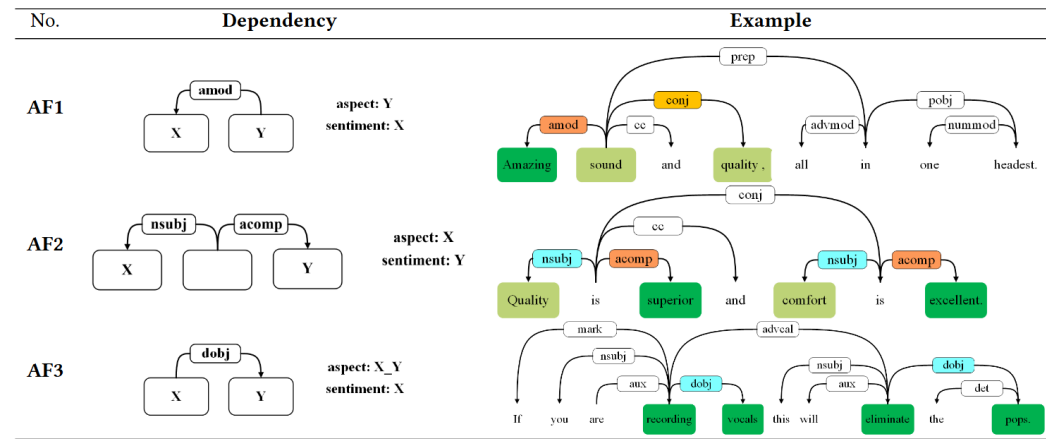 No. Dependency Example
prep
AF1 amod aspect: Y conj pobj
X Y sentiment: X amod cc advmod nummod
Amazing sound and quality , all in one headest.
conj
nsubj acomp cc
AF2 aspect: X
X Y sentiment: Y nsubj acomp nsubj acomp
Quality is superior and comfort is excellent.
mark advcal
dobj nsubj nsubj dobj
AF3 aspect: X_Y
X Y sentiment: X aux dobj aux det
If you are recording vocals this will eliminate the pops.